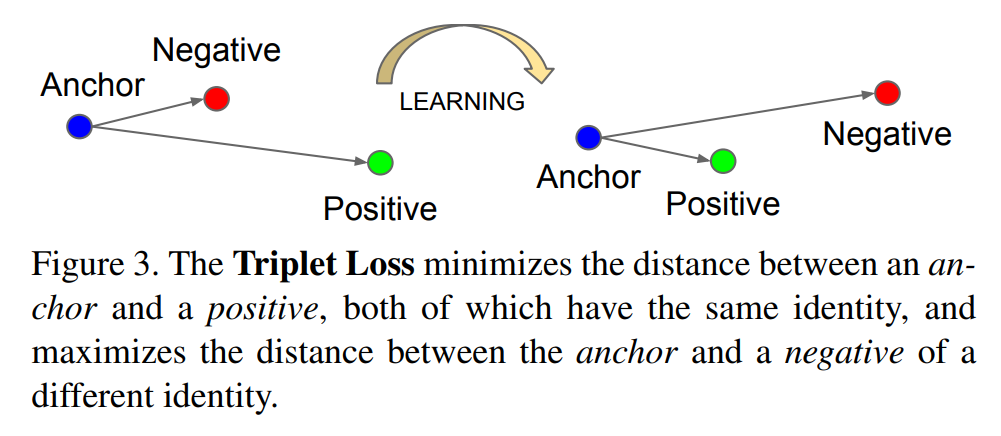 Negative
Anchor
LEARNING
Positive
Anchor
Positive
Negative
Figure 3. The Triplet Loss minimizes the distance between an an-
chor and a positive, both of which have the same identity, and
maximizes the distance between the anchor and a negative of a
different identity.